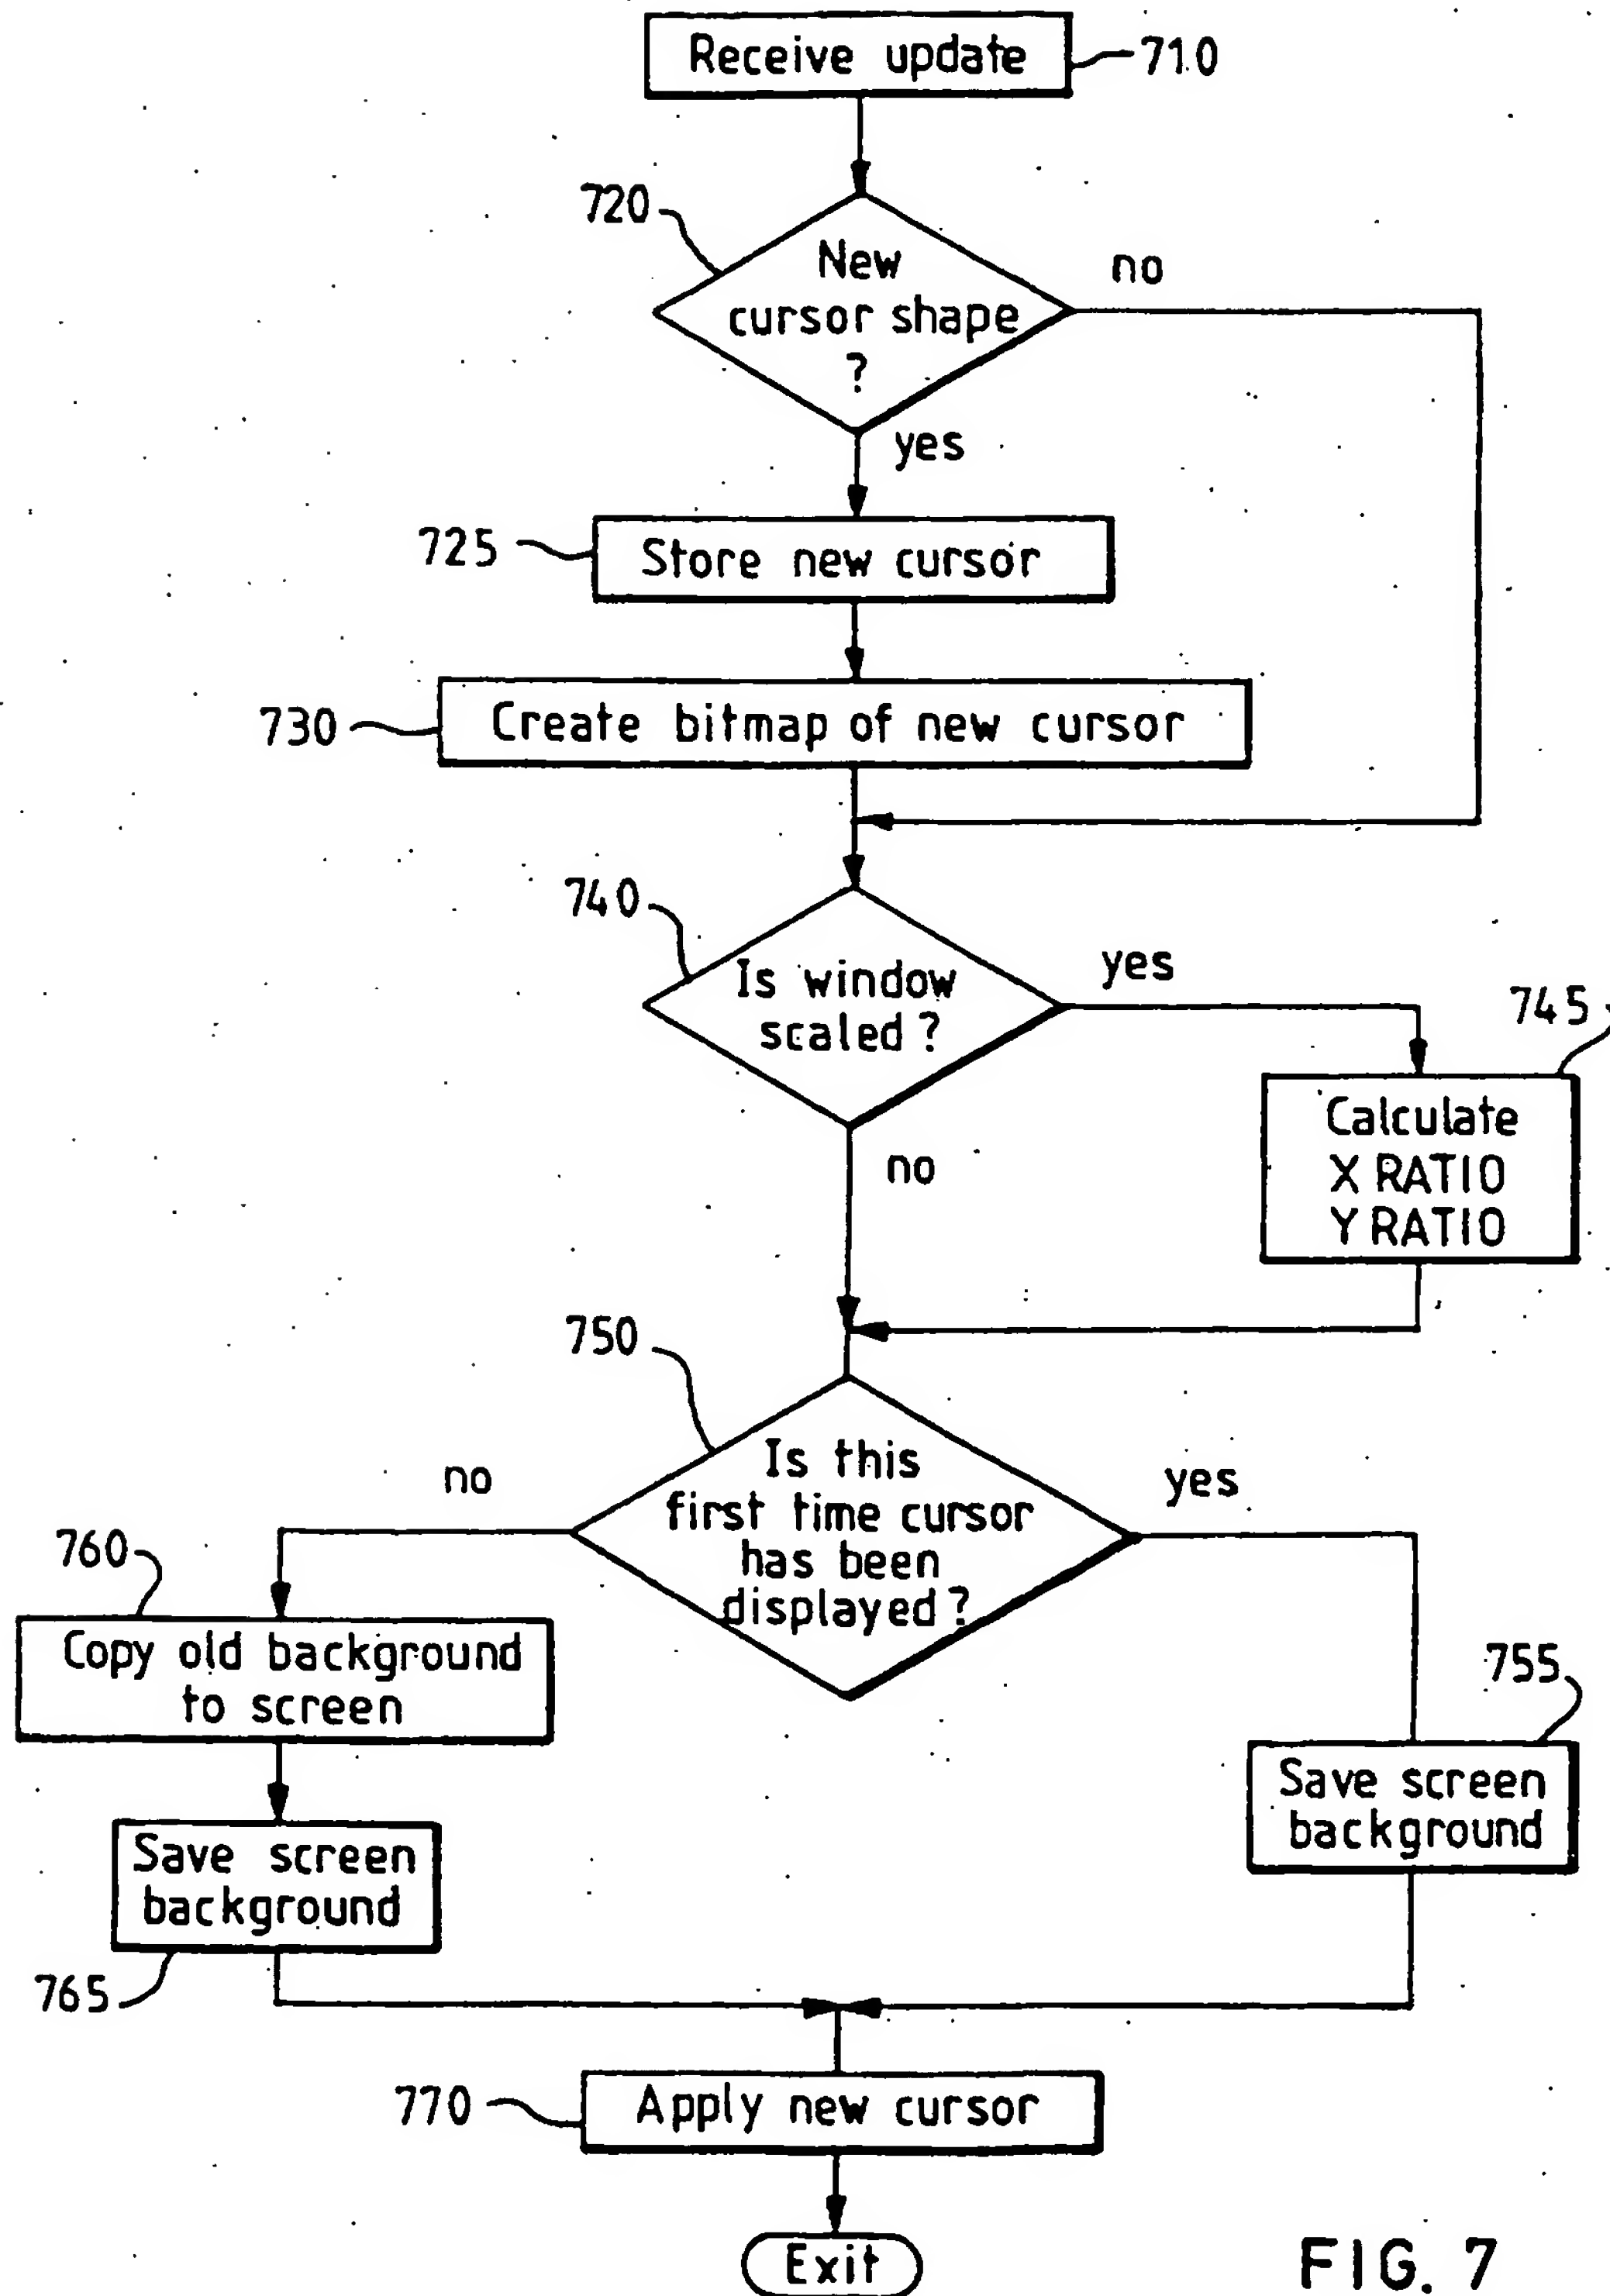 Receive update
710
720
New
cursor shape
?
no
yes
725
Store new cursor
730
Create bitmap of new cursor
740
Is window
scaled?
yes
745
Calculate
X RATIO
Y RATIO
no
750
Is this
first time cursor
has been
displayed?
no
yes
760
Copy old background
to screen
755
Save screen
background
Save screen
background
765
770
Apply new cursor
Exit
FIG. 7